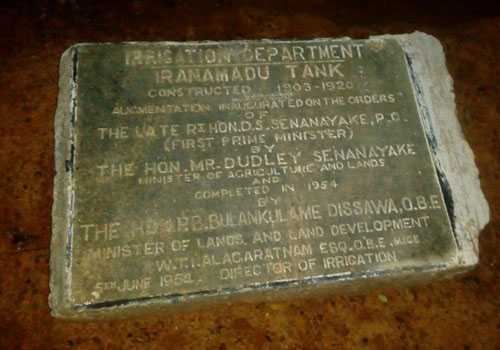 IRRIGATION DEPARTMENT
IRANAMADU TANK
CONSTRUCTED 1903-1920
AUGMENTATION INAUGURATED ON THE ORDERS
OF
THE LATE RT. HON. D.S. SENANAYAKE, P.C.
(FIRST PRIME MINISTER)
BY
THE HON. MR. DUDLEY SENANAYAKE
MINISTER OF AGRICULTURE AND LANDS
AND
COMPLETED IN 1954
BY
THE P.B. BULANKULAME DISSAWA, O.B.E
MINISTER OF LANDS AND LAND DEVELOPMENT
W.T.I. ALAGARATNAM ESQ. O.B.E. M.I.C.E
5TH JUNE 1954. DIRECTOR OF IRRIGATION